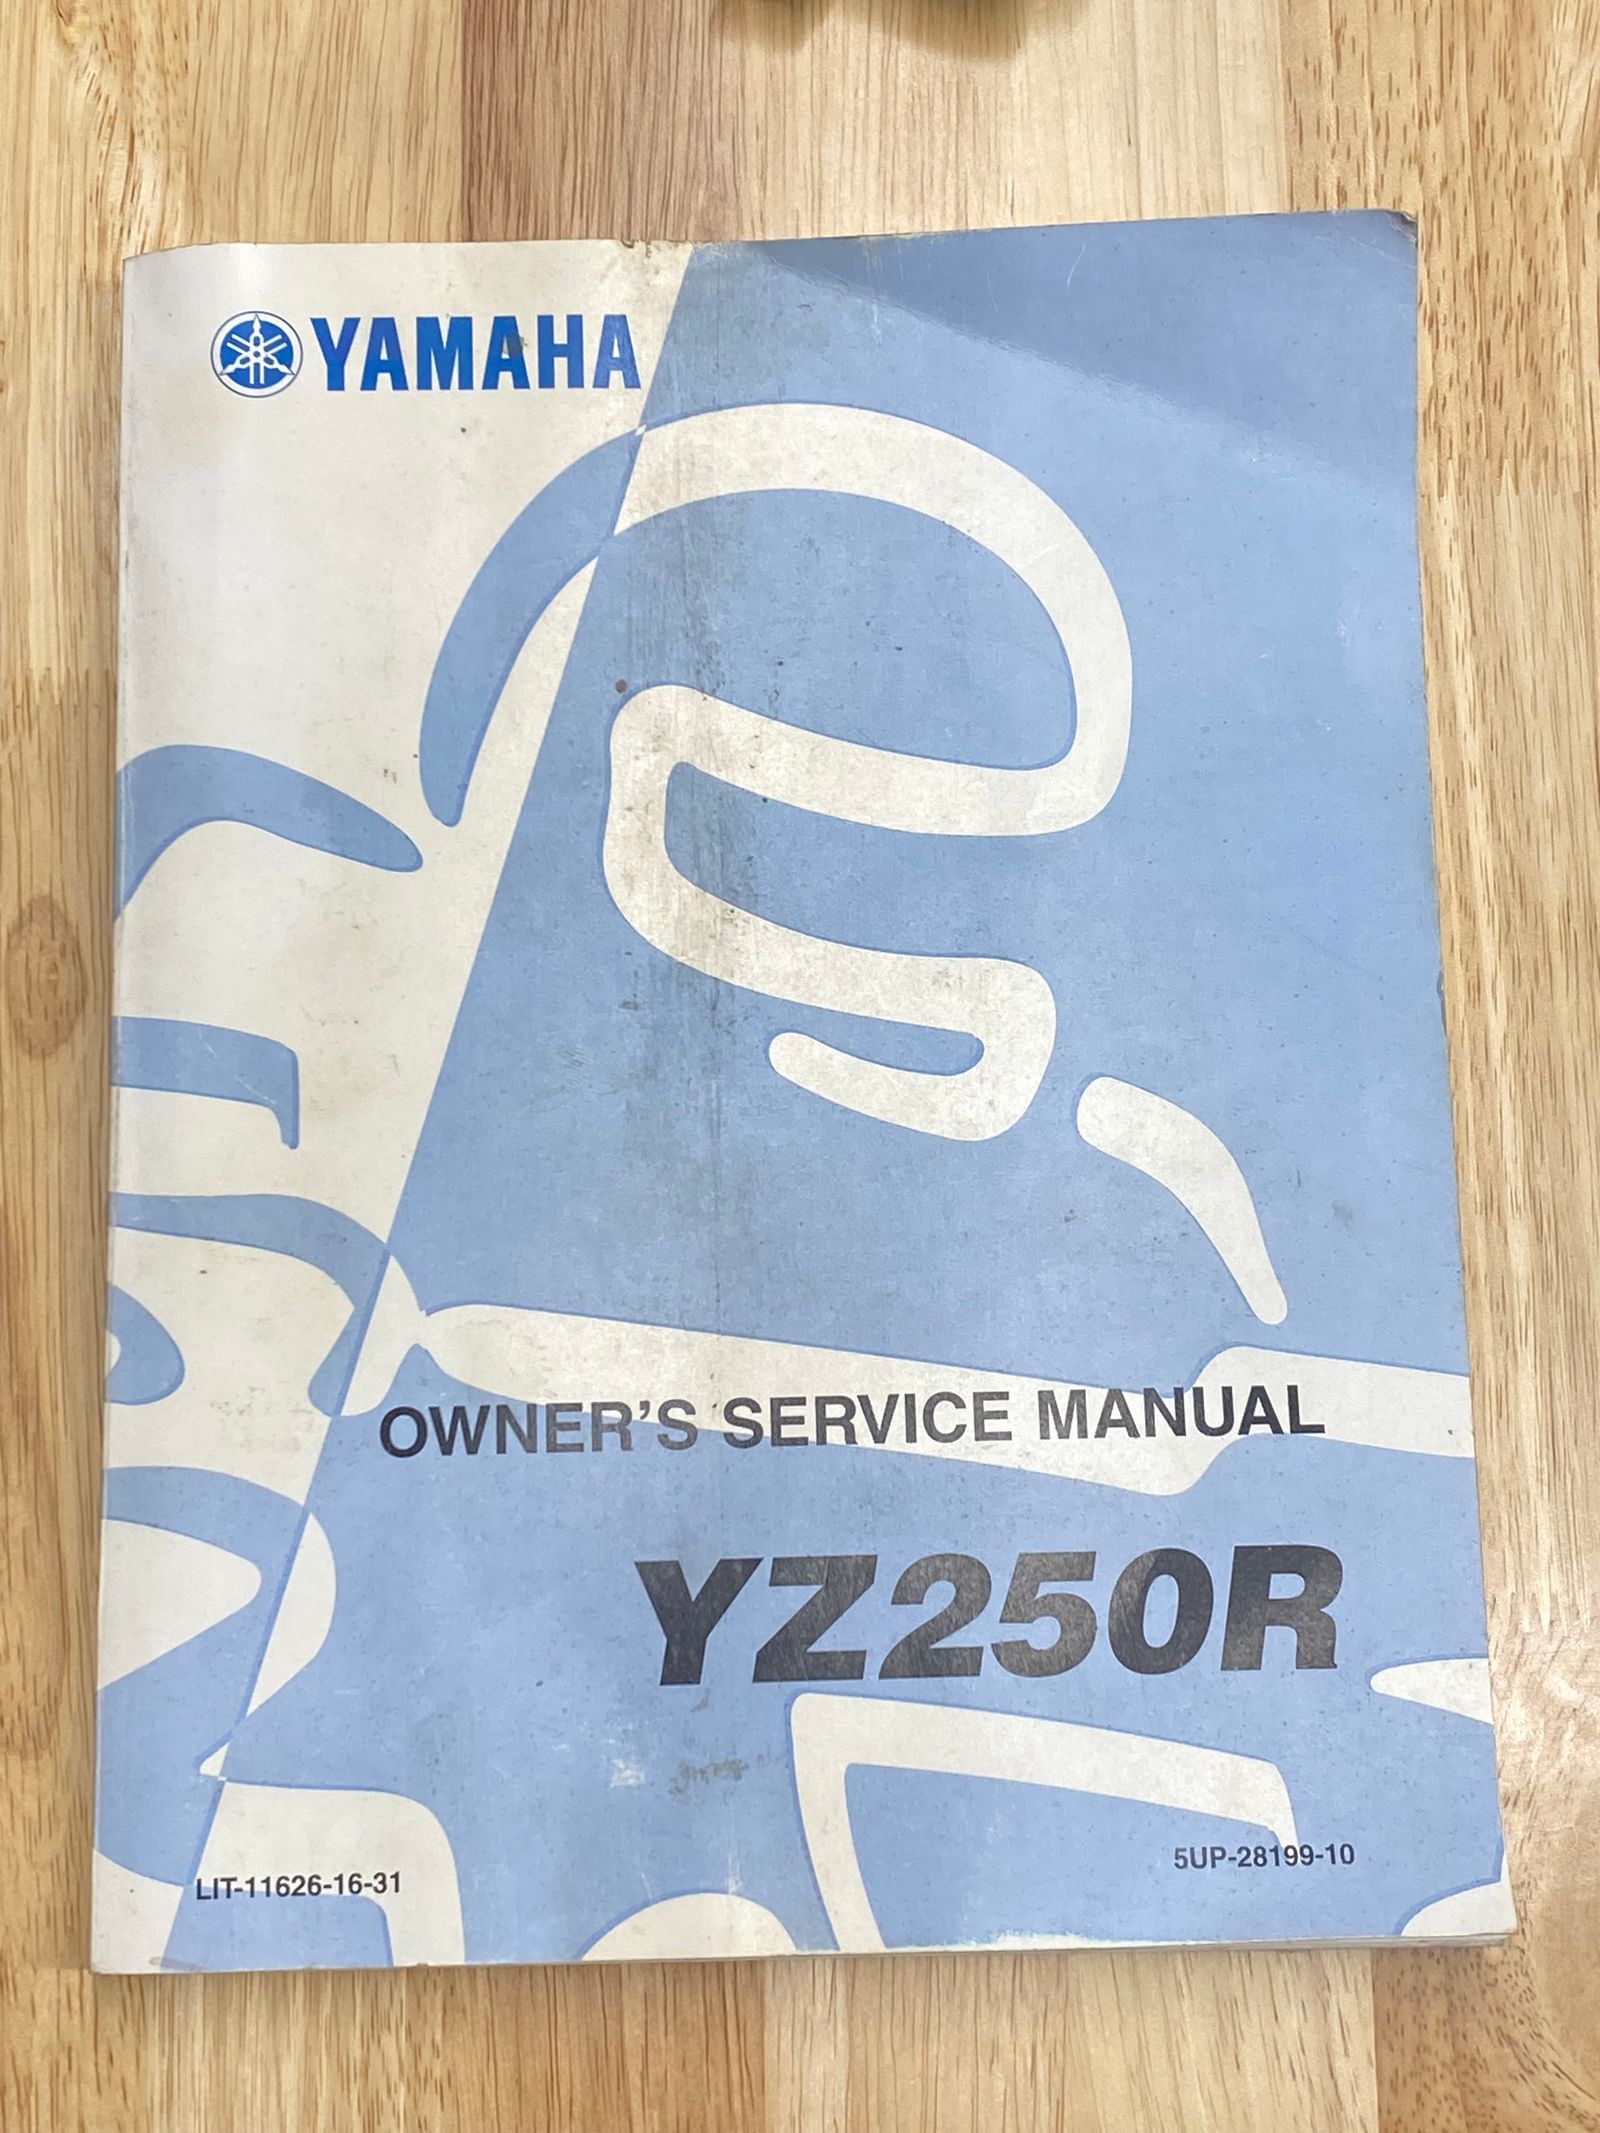 YAMAHA
OWNER'S SERVICE MANUAL
YZ250R
LIT-11626-16-31
5UP-28199-10